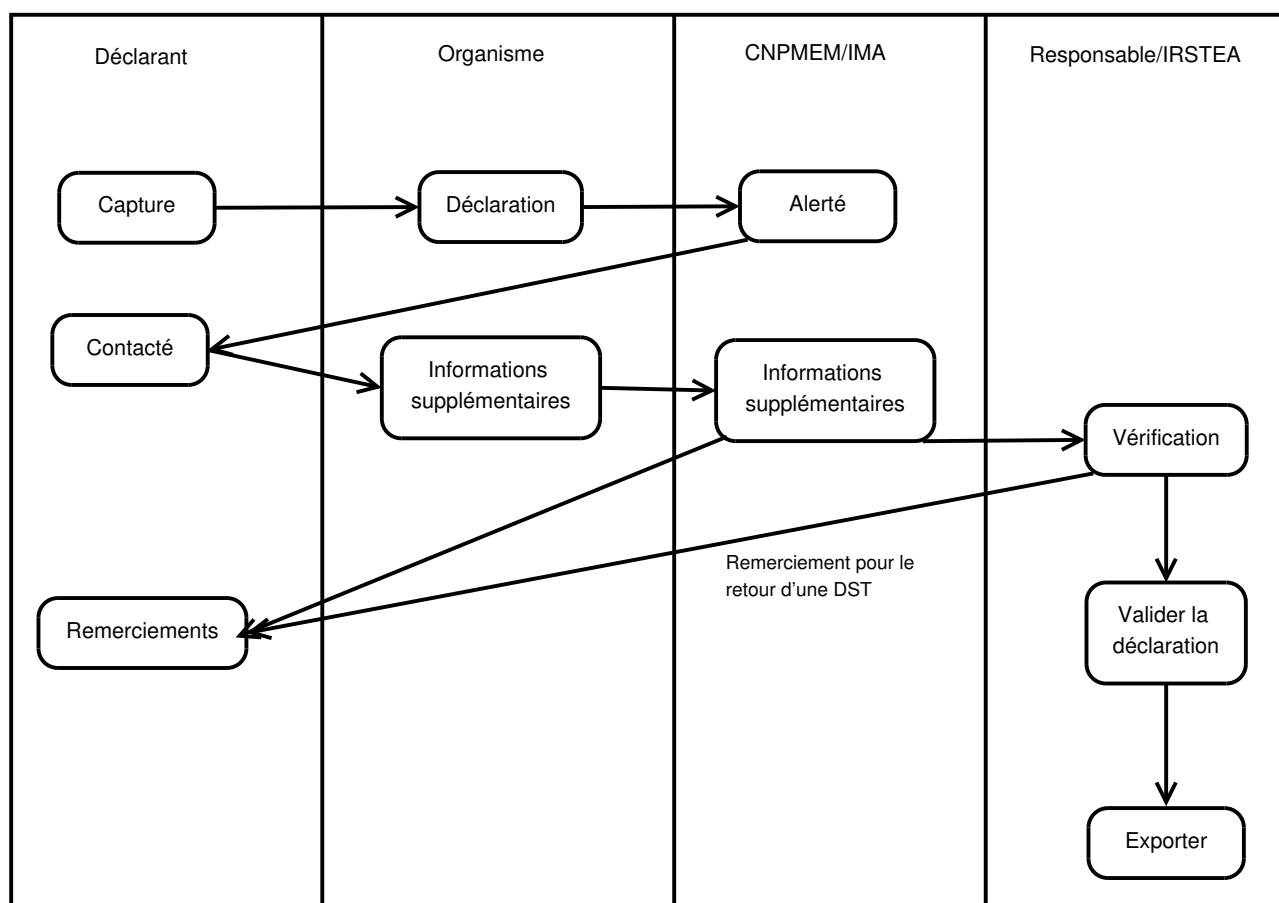 Déclarant
Organisme
CNPMEM/IMA
Responsable/IRSTEA
Capture
Déclaration
Alerté
Contacté
Informations
supplémentaires
Informations
supplémentaires
Vérification
Remerciement pour le
retour d'une DST
Remerciements
Valider la
déclaration
Exporter